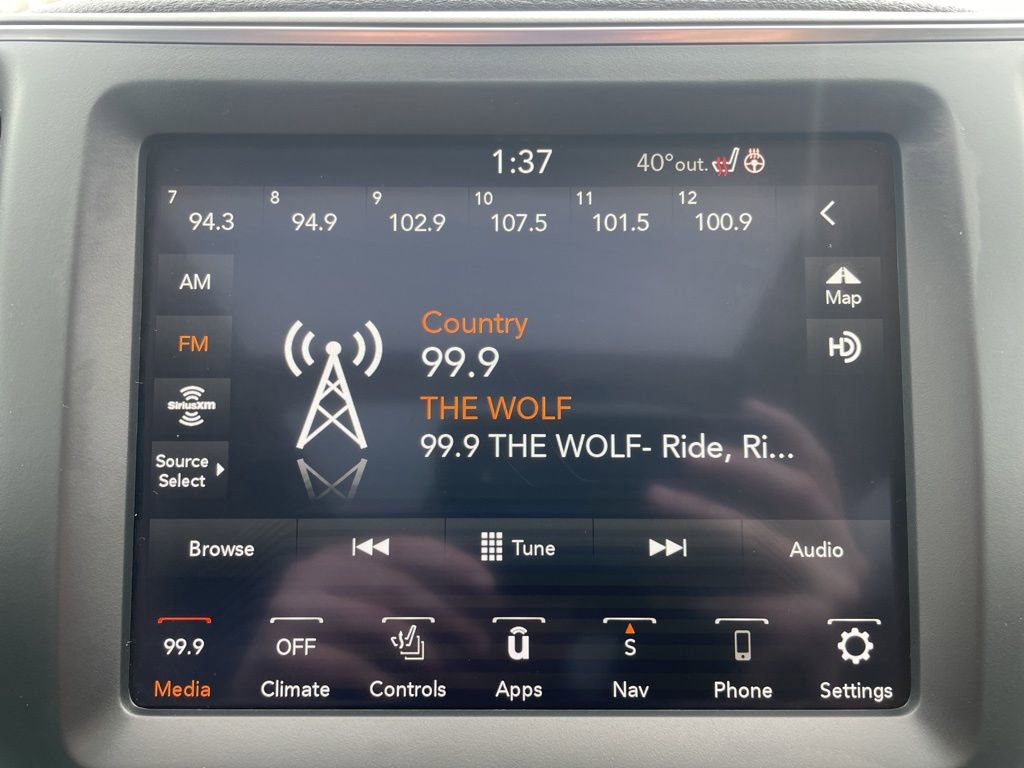 1:37 40° out.
7 8 9 10 11 12
94.3 94.9 102.9 107.5 101.5 100.9
AM
Map
Country
FM
99.9
HD
SiriusXM
THE WOLF
99.9 THE WOLF- Ride, Ri...
Source
Select
Browse Tune Audio
99.9 OFF ū S
Media Climate Controls Apps Nav Phone Settings